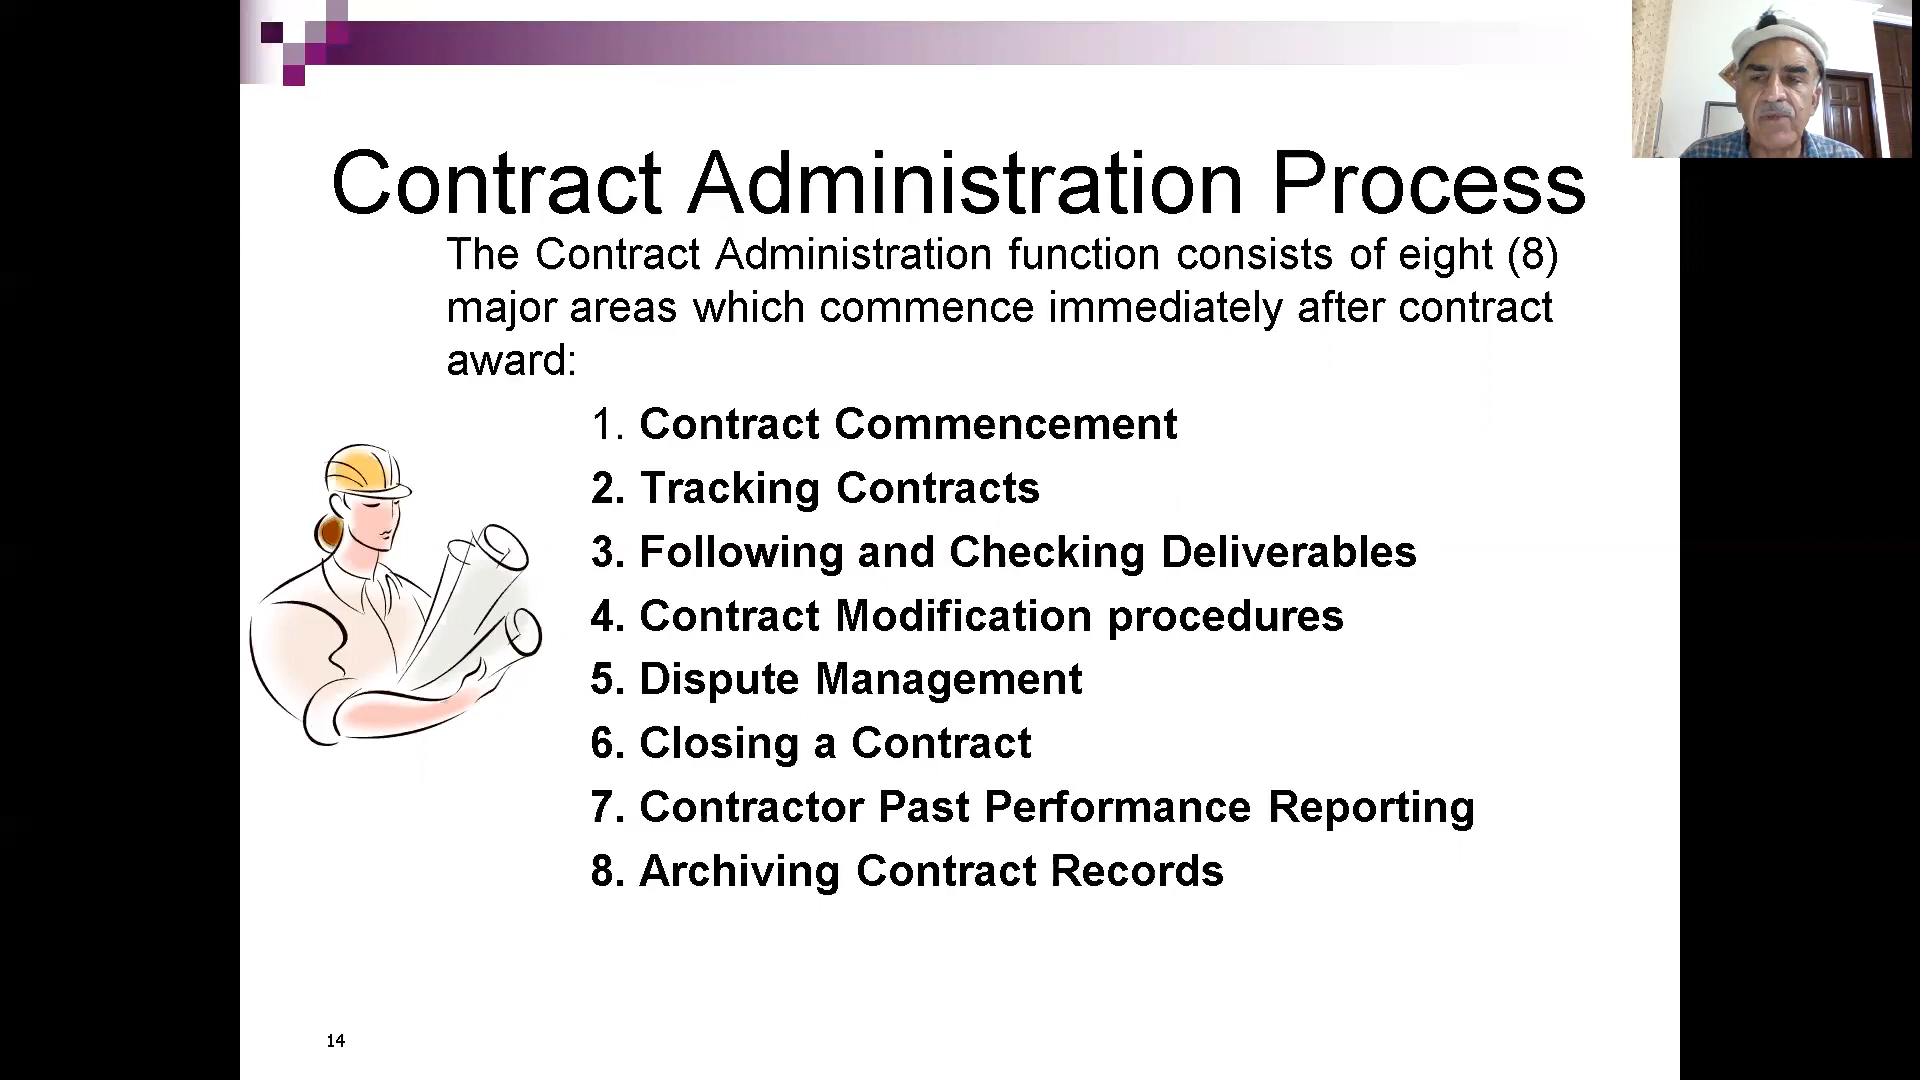 Contract Administration Process
The Contract Administration function consists of eight (8)
major areas which commence immediately after contract
award:
1. Contract Commencement
2. Tracking Contracts
3. Following and Checking Deliverables
4. Contract Modification procedures
5. Dispute Management
6. Closing a Contract
7. Contractor Past Performance Reporting
8. Archiving Contract Records
14